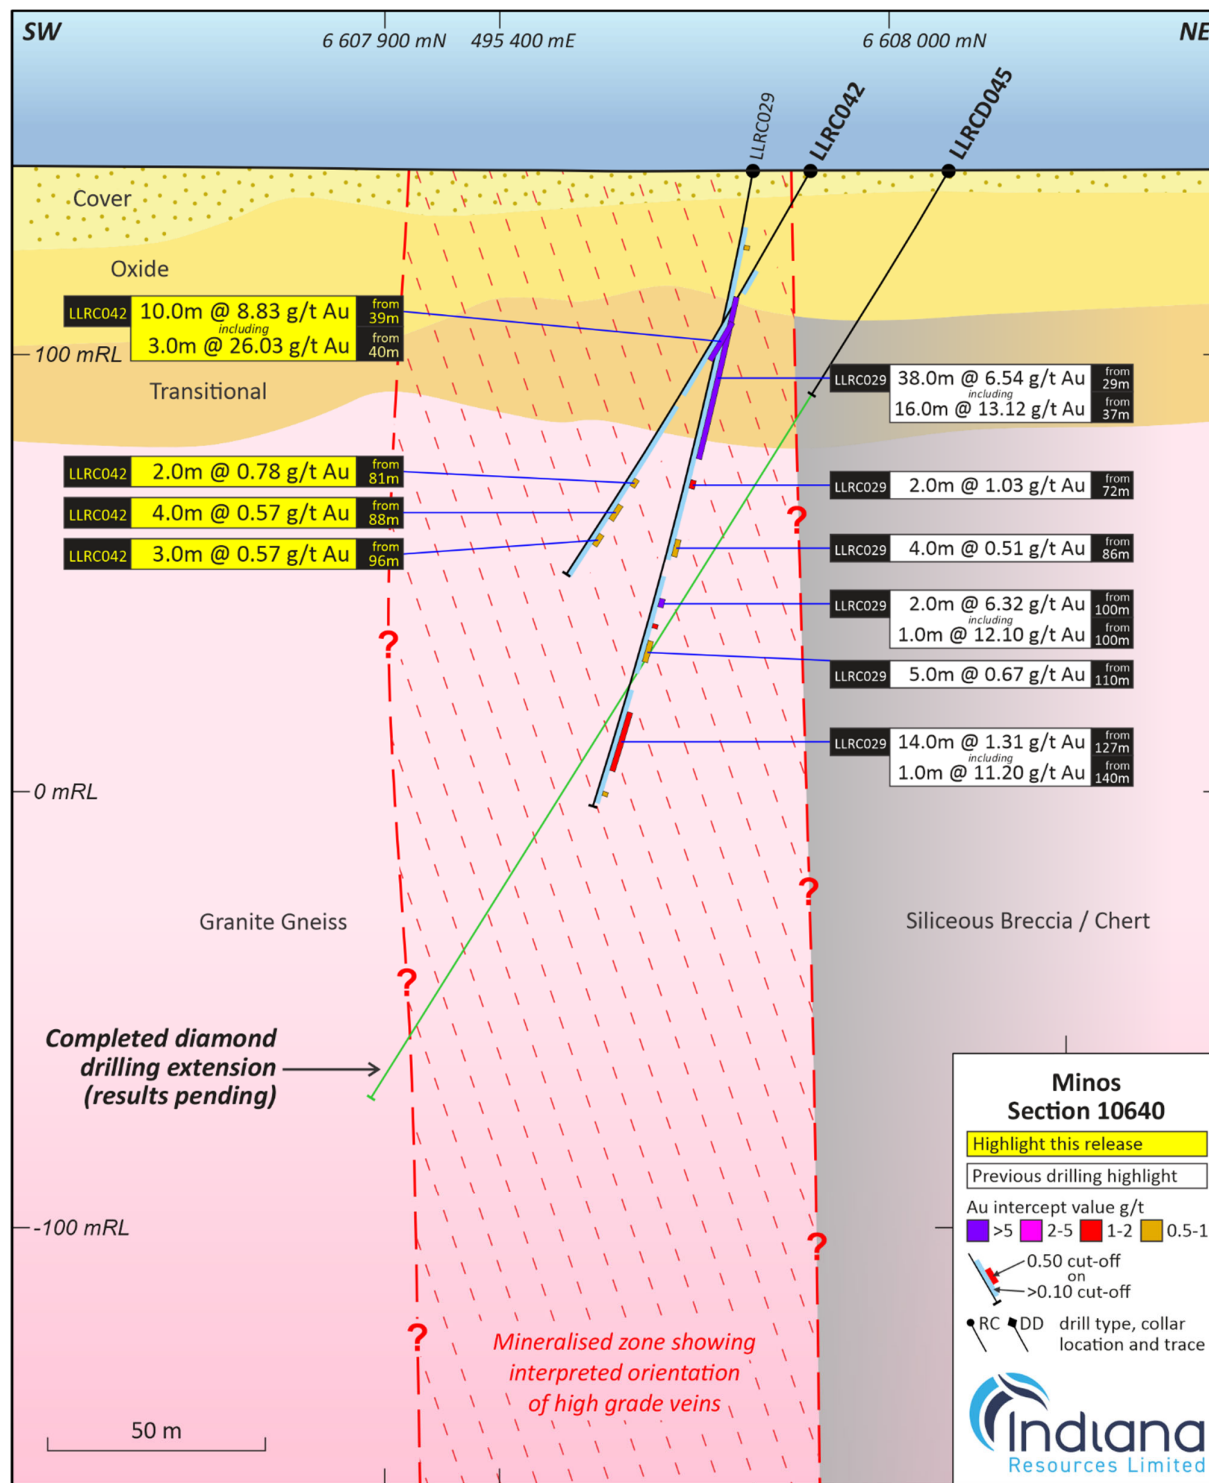 SW
6 607 900 mN
495 400 mE
6 608 000 mN
NE
LLRC029
LLRC042
LLRCD045
Cover
Oxide
LLRC042
10.0m @ 8.83 g/t Au
from
39m
including
3.0m @ 26.03 g/t Au
from
40m
100 mRL
Transitional
LLRC029
38.0m @ 6.54 g/t Au
from
29m
including
16.0m @ 13.12 g/t Au
from
37m
LLRC042
2.0m @ 0.78 g/t Au
from
81m
LLRC042
4.0m @ 0.57 g/t Au
from
88m
LLRC042
3.0m @ 0.57 g/t Au
from
96m
LLRC029
2.0m @ 1.03 g/t Au
from
72m
?
LLRC029
4.0m @ 0.51 g/t Au
from
86m
LLRC029
2.0m @ 6.32 g/t Au
from
100m
including
1.0m @ 12.10 g/t Au
from
100m
?
LLRC029
5.0m @ 0.67 g/t Au
from
110m
LLRC029
14.0m @ 1.31 g/t Au
from
127m
including
1.0m @ 11.20 g/t Au
from
140m
0 mRL
?
Granite Gneiss
Siliceous Breccia / Chert
?
Completed diamond
drilling extension
(results pending)
-100 mRL
?
?
Mineralised zone showing
interpreted orientation
of high grade veins
50 m
Minos
Section 10640
Highlight this release
Previous drilling highlight
Au intercept value g/t
>5 2-5 1-2 0.5-1
0.50 cut-off
on
>0.10 cut-off
RC DD drill type, collar
location and trace
Indiana
Resources Limited